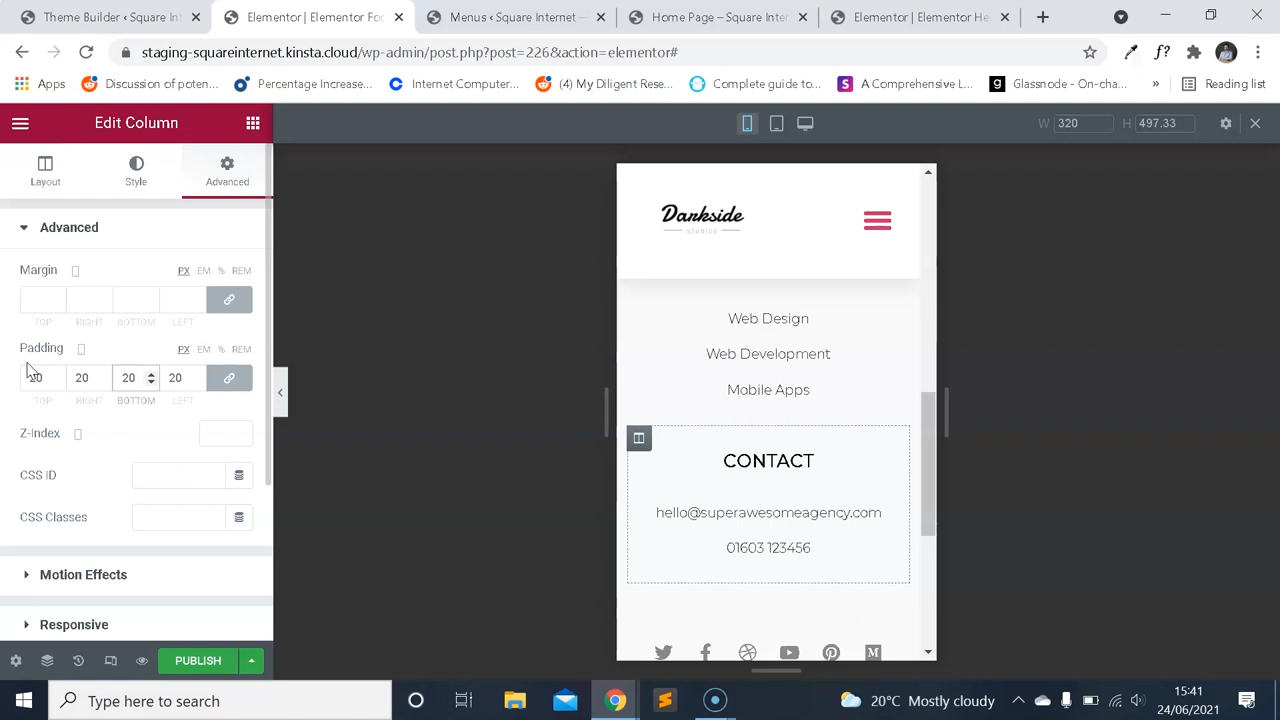 Theme Builder ‹ Square Int
Elementor | Elementor Foo
Menus ‹ Square Internet —
Home Page – Square Intern
Elementor | Elementor He
staging-squareinternet.kinsta.cloud/wp-admin/post.php?post=226&action=elementor#
f?
Apps
Discussion of poten...
Percentage Increase...
Internet Computer:...
(4) My Diligent Rese...
Complete guide to...
A Comprehensive L...
Glassnode - On-cha...
»
Reading list
Edit Column
W 320 H 497.33
Layout
Style
Advanced
Advanced
Margin
PX EM % REM
TOP RIGHT BOTTOM LEFT
Padding
PX EM % REM
20 20 20 20
TOP RIGHT BOTTOM LEFT
Z-Index
CSS ID
CSS Classes
Motion Effects
Responsive
PUBLISH
Darkside
STUDIOS
Web Design
Web Development
Mobile Apps
CONTACT
hello@superawesomeagency.com
01603 123456
Type here to search
20°C Mostly cloudy
15:41
24/06/2021